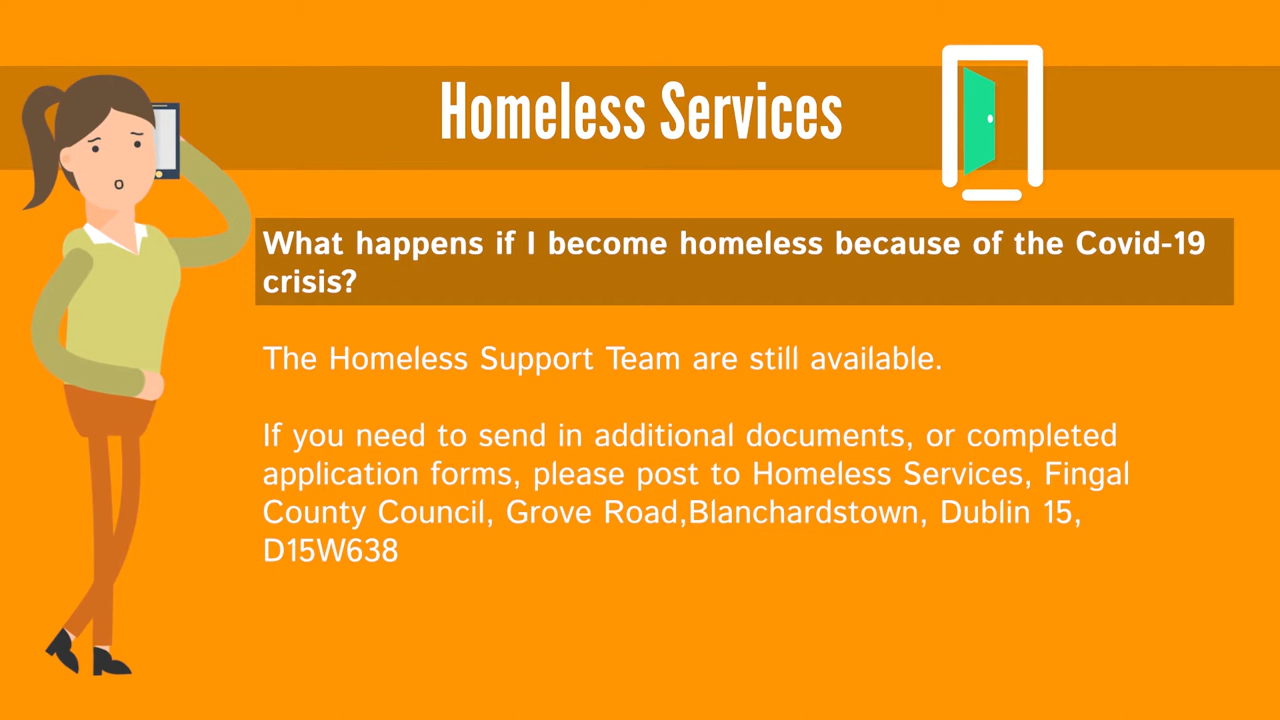 Homeless Services
What happens if I become homeless because of the Covid-19
crisis?
The Homeless Support Team are still available.
If you need to send in additional documents, or completed
application forms, please post to Homeless Services, Fingal
County Council, Grove Road,Blanchardstown, Dublin 15,
D15W638